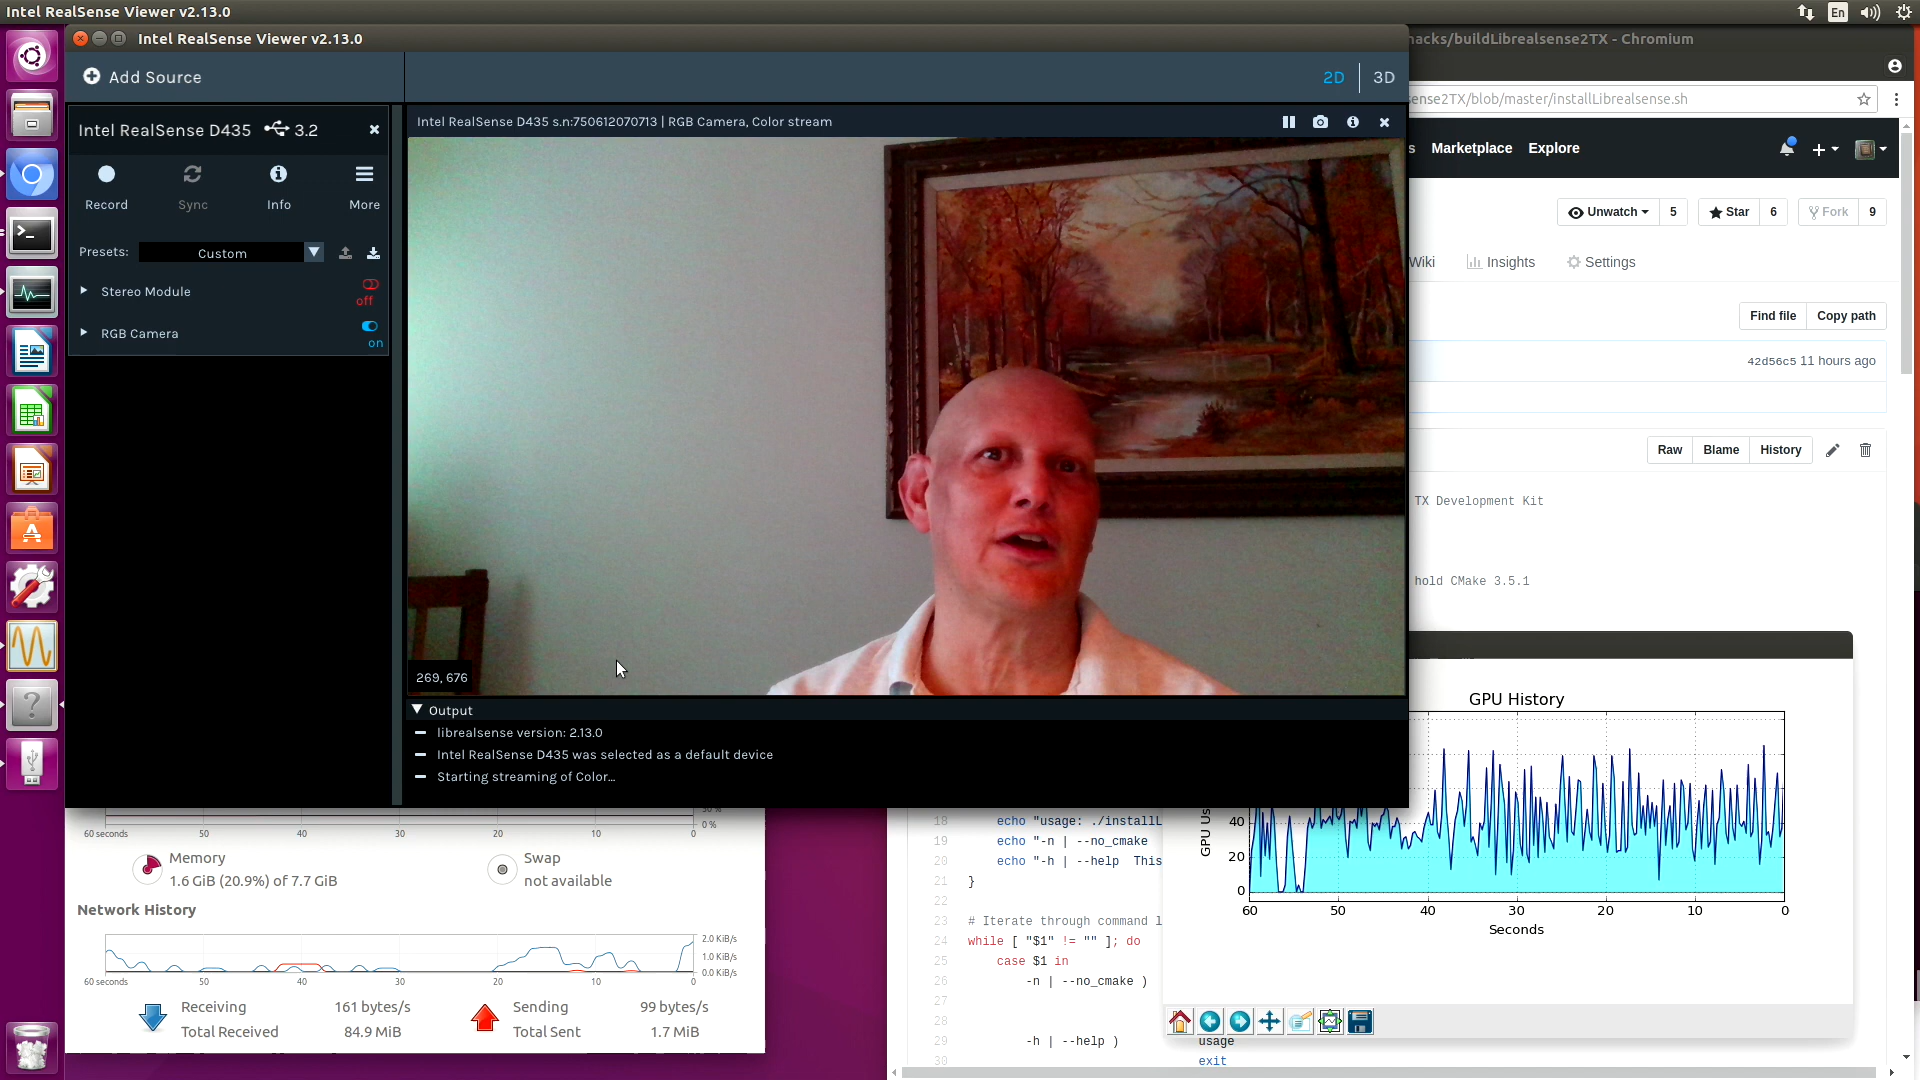 Intel RealSense Viewer v2.13.0
En
Intel RealSense Viewer v2.13.0
hacks/buildLibrealsense2TX - Chromium
Add Source
2D
3D
sense2TX/blob/master/installLibrealsense.sh
Intel RealSense D435 3.2
Intel RealSense D435 s.n:750612070713 | RGB Camera, Color stream
Marketplace Explore
Record
Sync
Info
More
Unwatch 5
Star 6
Fork 9
Presets: Custom
Wiki
Insights
Settings
Stereo Module
off
RGB Camera
on
Find file
Copy path
42d56c5 11 hours ago
Raw
Blame
History
TX Development Kit
hold CMake 3.5.1
269, 676
Output
librealsense version: 2.13.0
Intel RealSense D435 was selected as a default device
Starting streaming of Color...
GPU History
GPU Us
40
20
0
60 50 40 30 20 10 0
Seconds
0 %
60 seconds 50 40 30 20 10 0
Memory
1.6 GiB (20.9%) of 7.7 GiB
Swap
not available
Network History
2.0 KiB/s
1.0 KiB/s
0.0 KiB/s
60 seconds 50 40 30 20 10 0
Receiving 161 bytes/s
Total Received 84.9 MiB
Sending 99 bytes/s
Total Sent 1.7 MiB
18 echo "usage: ./installL
19 echo "-n | --no_cmake
20 echo "-h | --help This
21 }
22
23 # Iterate through command l
24 while [ "$1" != "" ]; do
25 case $1 in
26 -n | --no_cmake )
27
28
29 -h | --help ) usage
30 exit